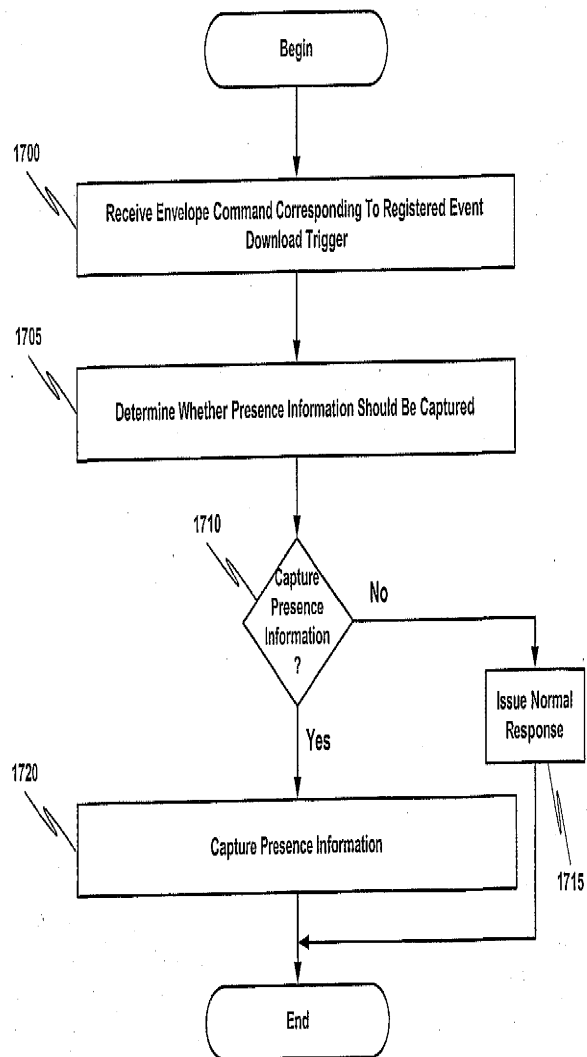 Begin
1700
Receive Envelope Command Corresponding To Registered Event
Download Trigger
1705
Determine Whether Presence Information Should Be Captured
1710
Capture
Presence
Information
?
No
Issue Normal
Response
1715
Yes
1720
Capture Presence Information
End